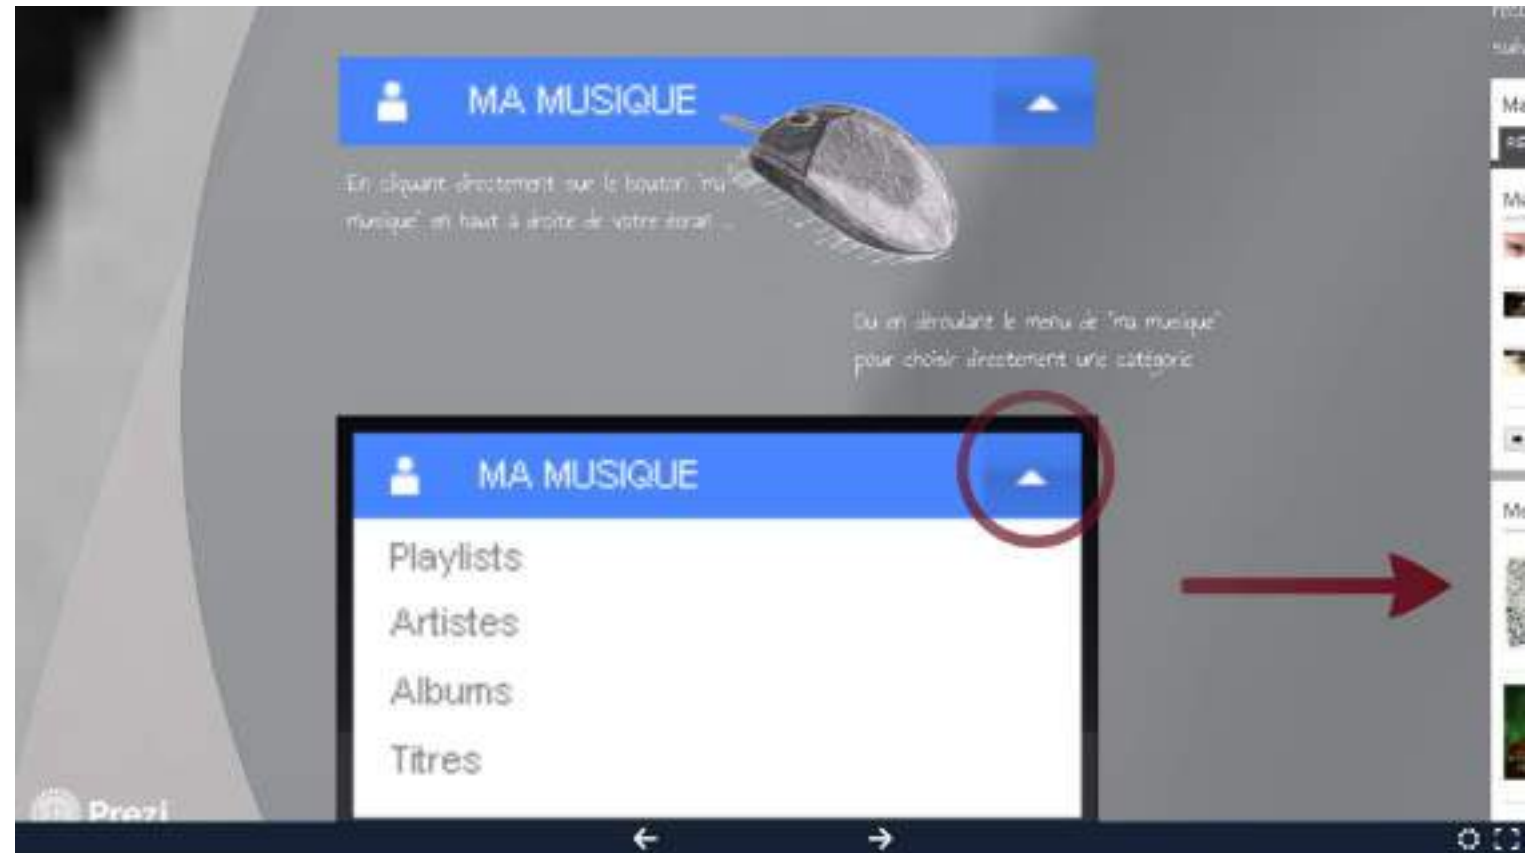 MA MUSIQUE
En cliquant directement sur le bouton "ma
musique" en haut à droite de votre écran ...
Ou en déroulant le menu de "ma musique"
pour choisir directement une catégorie
MA MUSIQUE
Playlists
Artistes
Albums
Titres
Prezi